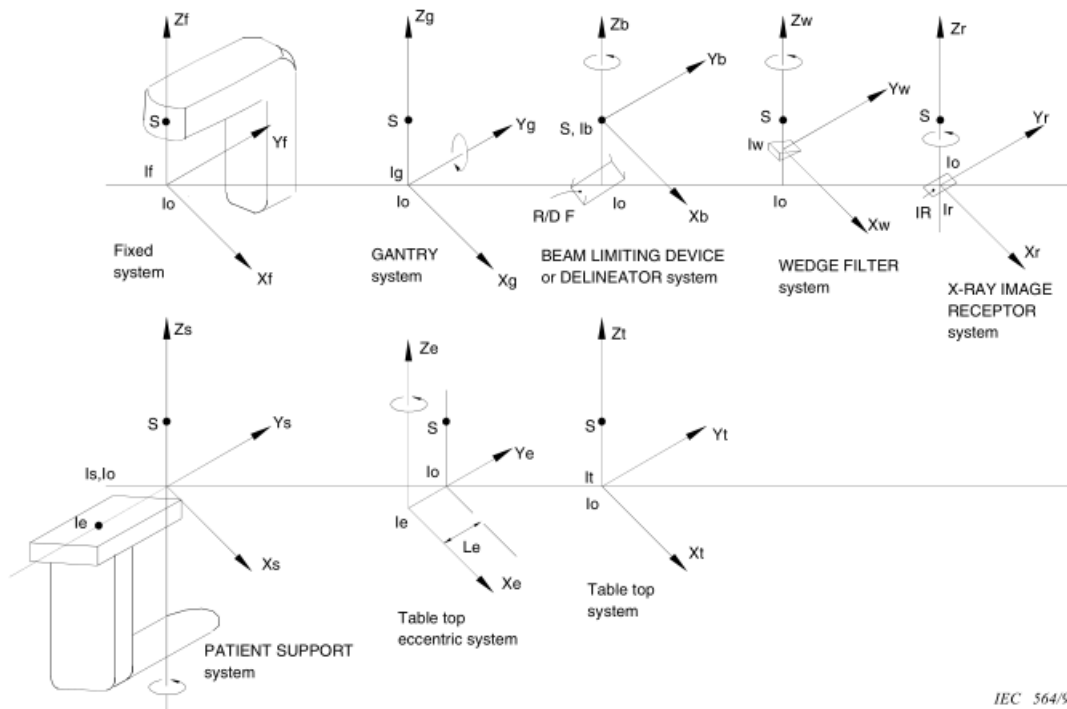 Zf
S
Yf
If
Io
Xf
Fixed
system
Zg
S
Yg
Ig
Io
Xg
GANTRY
system
Zb
Yb
S, Ib
R/D F
Io
Xb
BEAM LIMITING DEVICE
or DELINEATOR system
Zw
Yw
S
Iw
Io
Xw
WEDGE FILTER
system
Zr
S
Yr
Io
IR
Ir
Xr
X-RAY IMAGE
RECEPTOR
system
Zs
S
Ys
Is,Io
Ie
Xs
PATIENT SUPPORT
system
Ze
S
Io
Ye
Ie
Le
Xe
Table top
eccentric system
Zt
S
Yt
It
Io
Xt
Table top
system
IEC 564/9